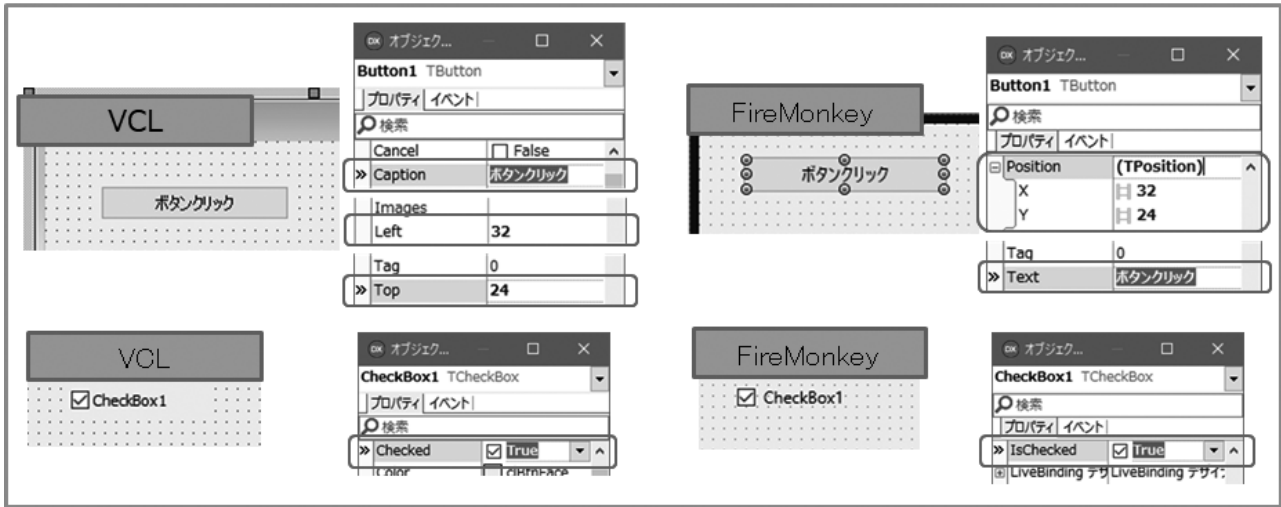 VCL
ボタンクリック
オブジェク...
Button1 TButton
プロパティ イベント
検索
Cancel False
Caption ボタンクリック
Images
Left 32
Tag 0
Top 24
FireMonkey
ボタンクリック
オブジェク...
Button1 TButton
検索
プロパティ イベント
Position (TPosition)
X 32
Y 24
Tag 0
Text ボタンクリック
VCL
CheckBox1
オブジェク...
CheckBox1 TCheckBox
プロパティ イベント
検索
Checked True
Color clBtnFace
FireMonkey
CheckBox1
オブジェク...
CheckBox1 TCheckBox
検索
プロパティ イベント
IsChecked True
LiveBinding デザ LiveBinding デザイ